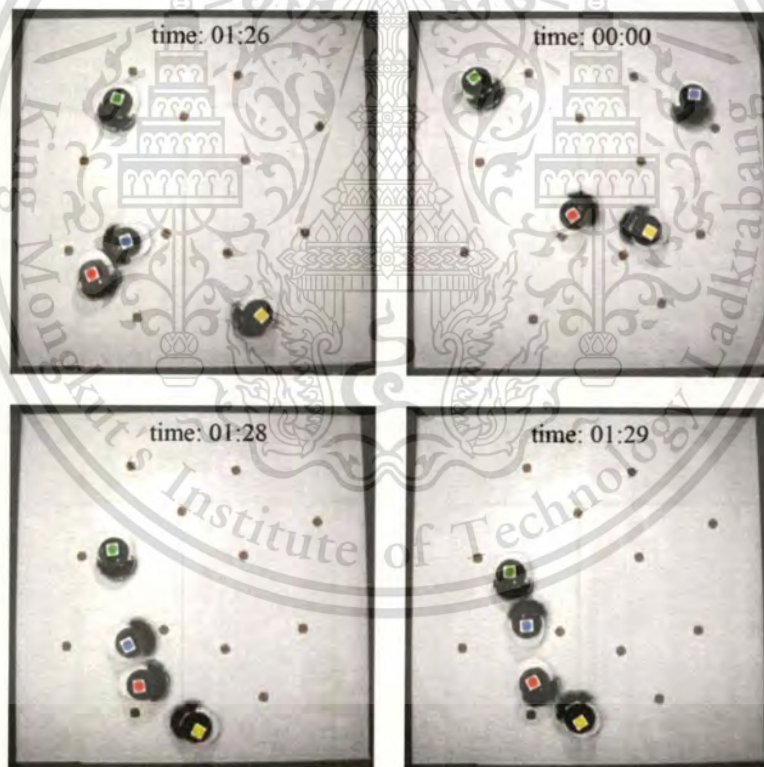 time: 01:26
time: 00:00
time: 01:28
time: 01:29
King Mongkut's Institute of Technology Ladkrabang